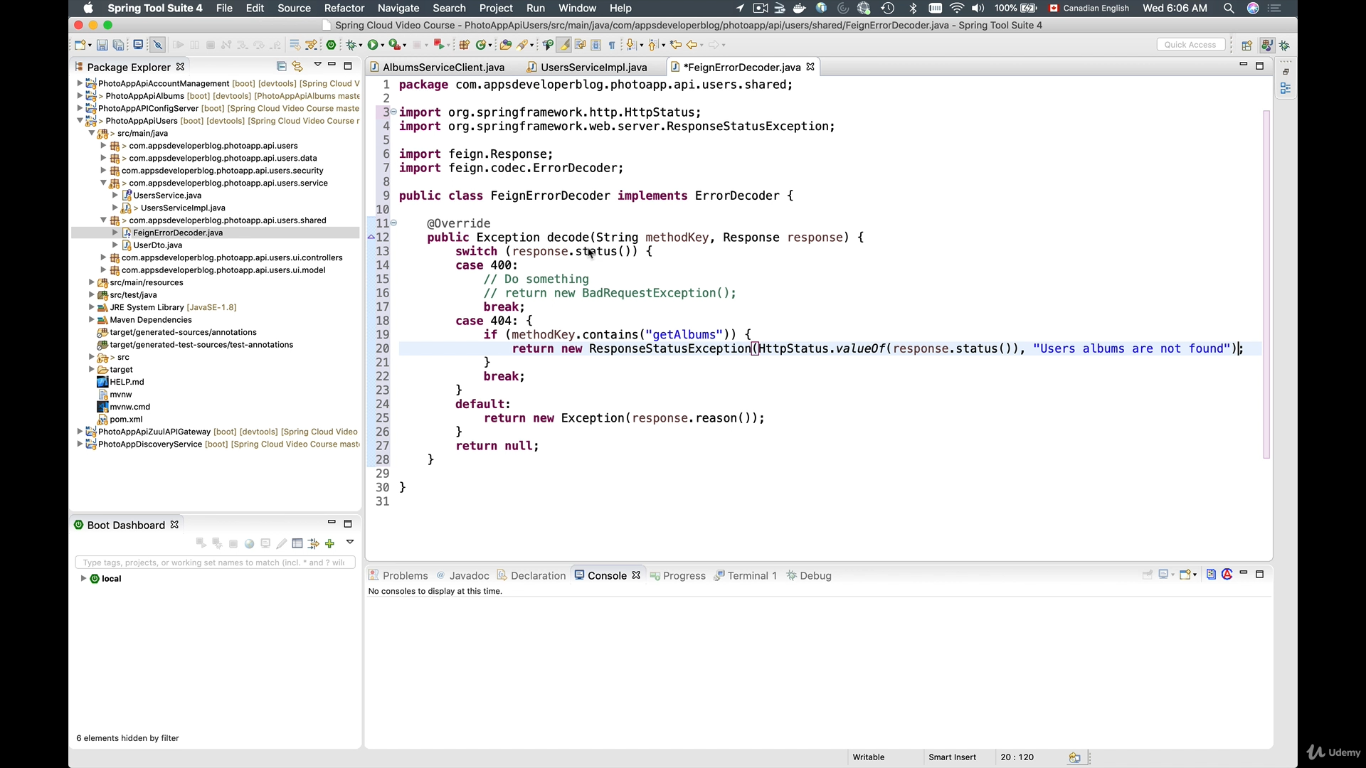 Spring Tool Suite 4 File Edit Source Refactor Navigate Search Project Run Window Help 100% Canadian English Wed 6:06 AM
Spring Cloud Video Course - PhotoAppApiUsers/src/main/java/com/appsdeveloperblog/photoapp/api/users/shared/FeignErrorDecoder.java - Spring Tool Suite 4
Quick Access
Package Explorer
PhotoAppApiAccountManagement [boot] [devtools] [Spring Cloud V
> PhotoAppApiAlbums [boot] [devtools] [PhotoAppApiAlbums maste
PhotoAppAPIConfigServer [boot] [Spring Cloud Video Course master
> PhotoAppApiUsers [boot] [devtools] [Spring Cloud Video Course m
> src/main/java
> com.appsdeveloperblog.photoapp.api.users
> com.appsdeveloperblog.photoapp.api.users.data
com.appsdeveloperblog.photoapp.api.users.security
> com.appsdeveloperblog.photoapp.api.users.service
UsersService.java
> UsersServiceImpl.java
> com.appsdeveloperblog.photoapp.api.users.shared
FeignErrorDecoder.java
UserDto.java
com.appsdeveloperblog.photoapp.api.users.ui.controllers
> com.appsdeveloperblog.photoapp.api.users.ui.model
src/main/resources
src/test/java
JRE System Library [JavaSE-1.8]
Maven Dependencies
target/generated-sources/annotations
target/generated-test-sources/test-annotations
> src
target
HELP.md
mvnw
mvnw.cmd
pom.xml
PhotoAppApiZuulAPIGateway [boot] [devtools] [Spring Cloud Video
PhotoAppDiscoveryService [boot] [Spring Cloud Video Course maste
AlbumsServiceClient.java UsersServiceImpl.java *FeignErrorDecoder.java
1 package com.appsdeveloperblog.photoapp.api.users.shared;
2
3 import org.springframework.http.HttpStatus;
4 import org.springframework.web.server.ResponseStatusException;
5
6 import feign.Response;
7 import feign.codec.ErrorDecoder;
8
9 public class FeignErrorDecoder implements ErrorDecoder {
10
11 @Override
12 public Exception decode(String methodKey, Response response) {
13 switch (response.status()) {
14 case 400:
15 // Do something
16 // return new BadRequestException();
17 break;
18 case 404: {
19 if (methodKey.contains("getAlbums")) {
20 return new ResponseStatusException(HttpStatus.valueOf(response.status()), "Users albums are not found");
21 }
22 break;
23 }
24 default:
25 return new Exception(response.reason());
26 }
27 return null;
28 }
29
30 }
31
Boot Dashboard
Type tags, projects, or working set names to match (incl. * and ? wil
local
6 elements hidden by filter
Problems Javadoc Declaration Console Progress Terminal 1 Debug
No consoles to display at this time.
Writable Smart Insert 20 : 120
Udemy